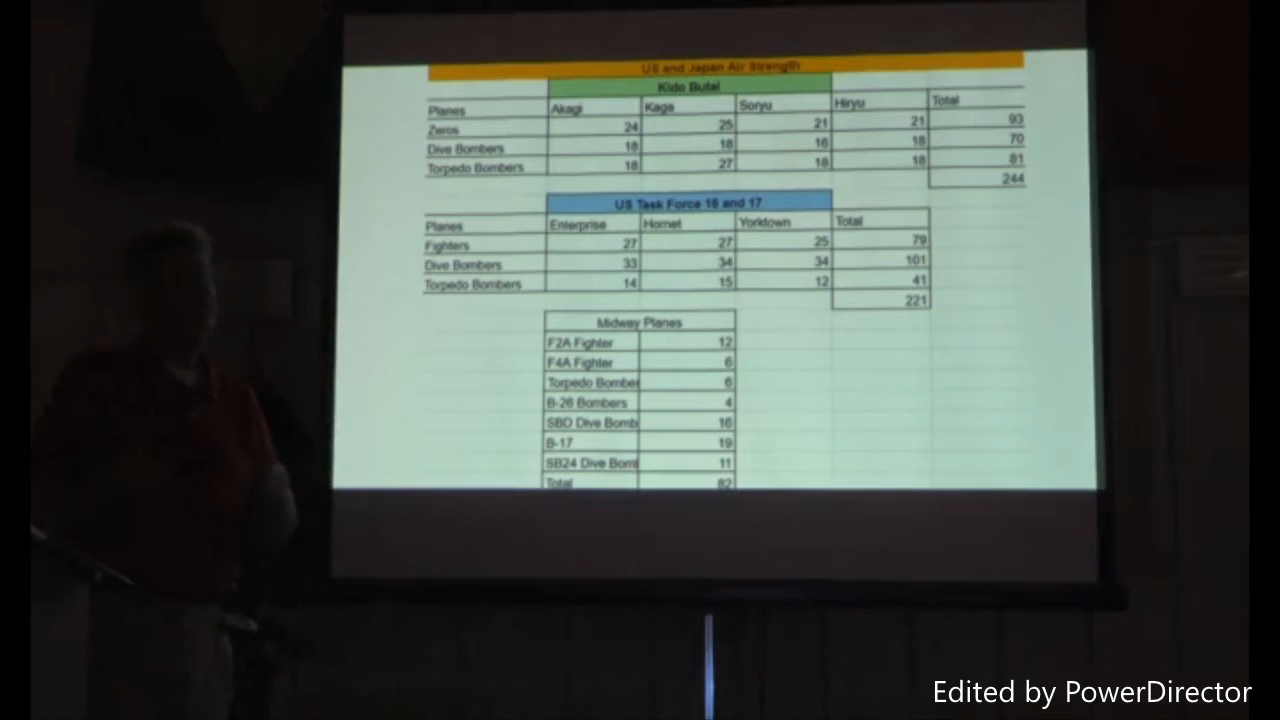 US and Japan Air Strength
Kido Butai
Planes Akagi Kaga Soryu Hiryu Total
Zeros 24 25 21 21 93
Dive Bombers 18 18 16 18 70
Torpedo Bombers 18 27 18 18 81
244
US Task Force 16 and 17
Planes Enterprise Hornet Yorktown Total
Fighters 27 27 25 79
Dive Bombers 33 34 34 101
Torpedo Bombers 14 15 12 41
221
Midway Planes
F2A Fighter 12
F4A Fighter 6
Torpedo Bomber 6
B-26 Bombers 4
SBD Dive Bomb 16
B-17 19
SB24 Dive Bom 11
Total 82
Edited by PowerDirector